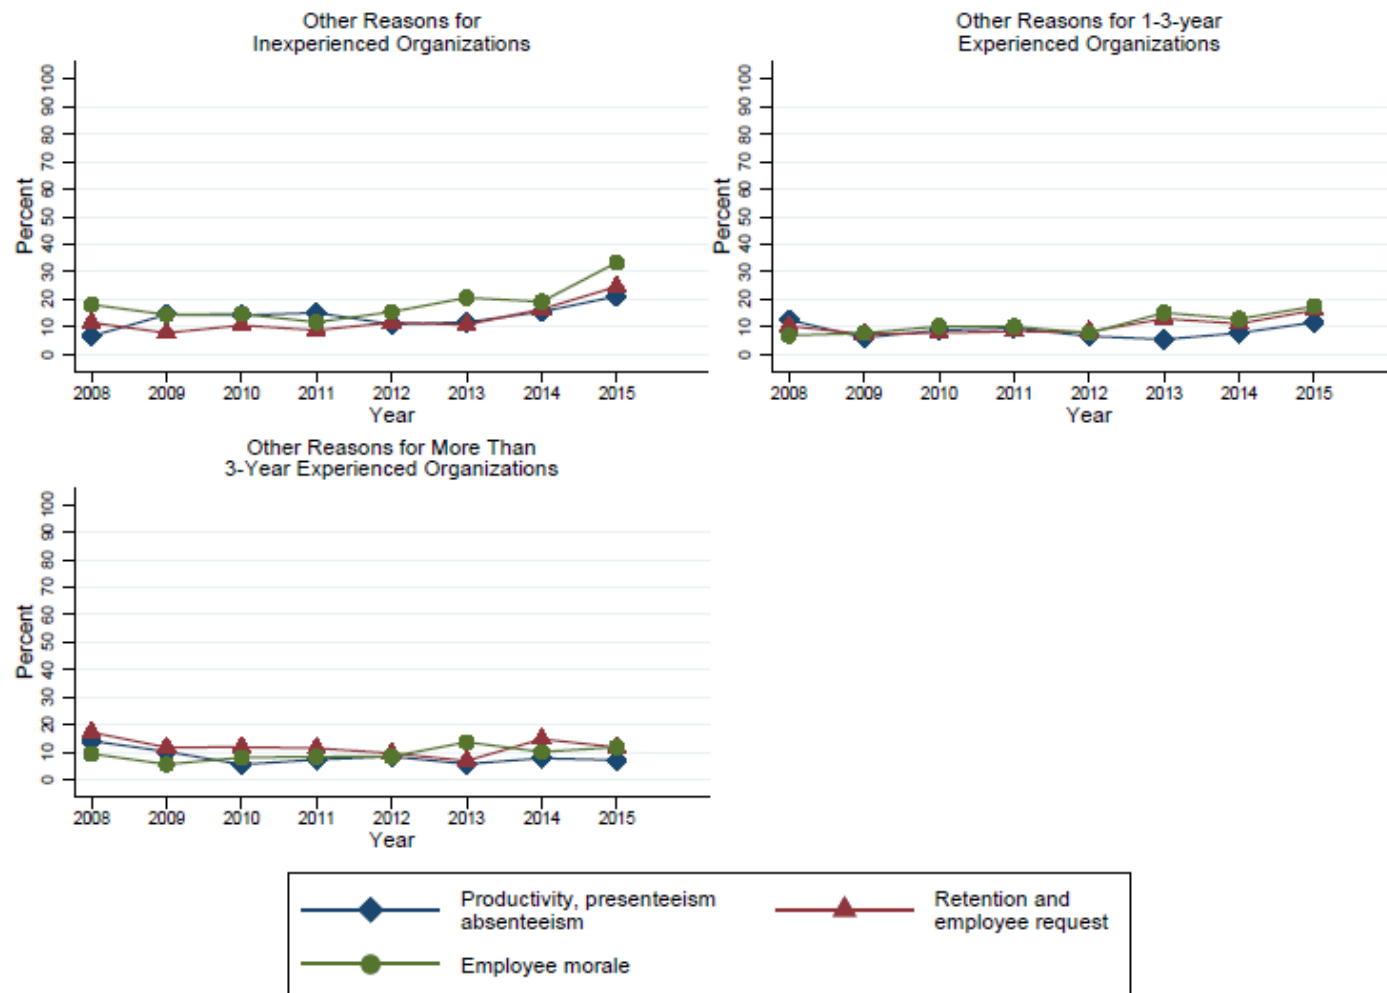 Other Reasons for
Inexperienced Organizations
Percent
100
90
80
70
60
50
40
30
20
10
0
2008 2009 2010 2011 2012 2013 2014 2015
Year
Other Reasons for 1-3-year
Experienced Organizations
Percent
100
90
80
70
60
50
40
30
20
10
0
2008 2009 2010 2011 2012 2013 2014 2015
Year
Other Reasons for More Than
3-Year Experienced Organizations
Percent
100
90
80
70
60
50
40
30
20
10
0
2008 2009 2010 2011 2012 2013 2014 2015
Year
Productivity, presenteeism
absenteeism
Retention and
employee request
Employee morale